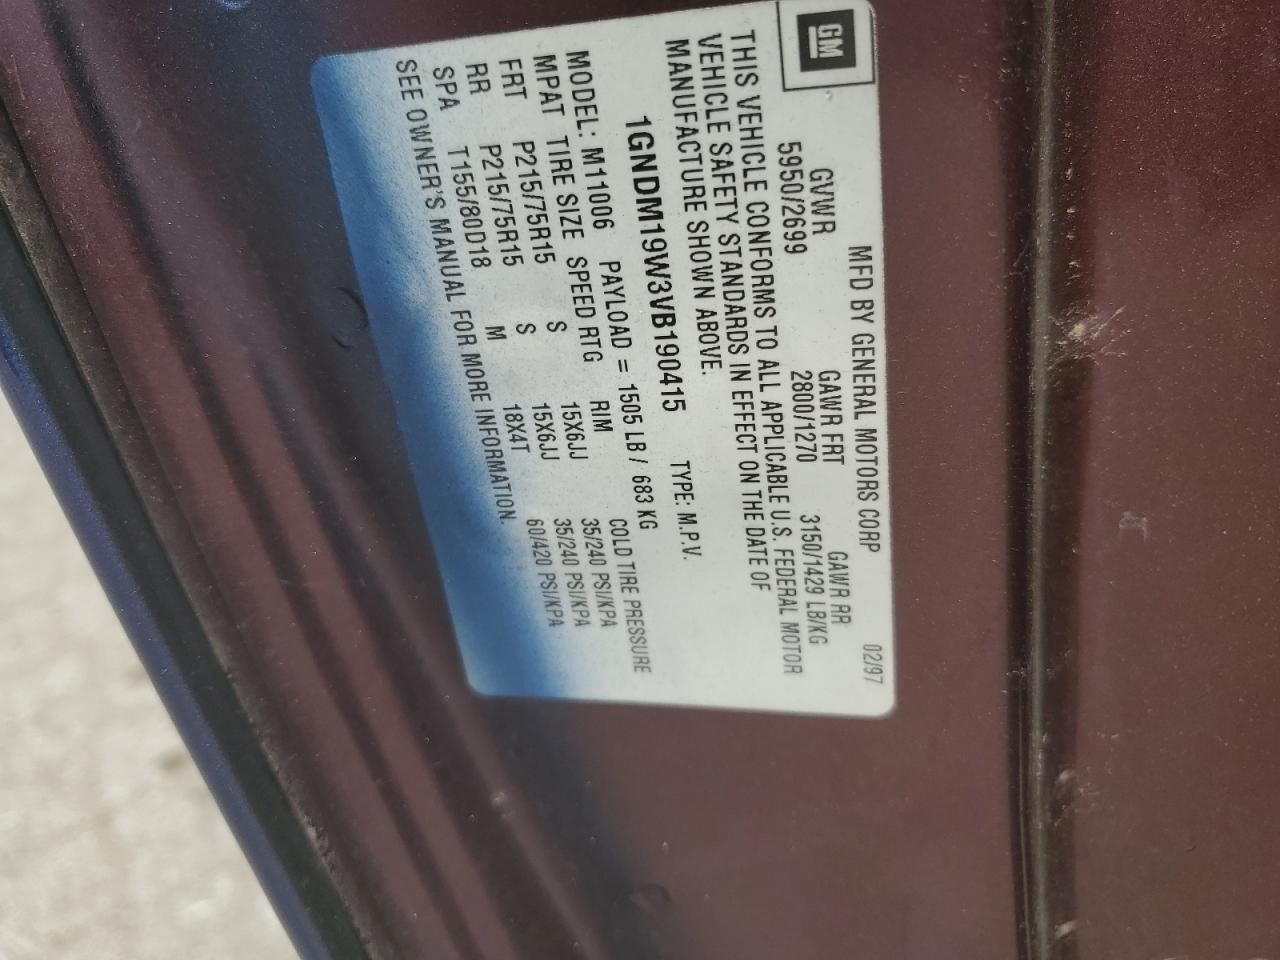 GM
MFD BY GENERAL MOTORS CORP 02/97
GVWR GAWR FRT GAWR RR
5950/2699 2800/1270 3150/1429 LB/KG
THIS VEHICLE CONFORMS TO ALL APPLICABLE U.S. FEDERAL MOTOR
VEHICLE SAFETY STANDARDS IN EFFECT ON THE DATE OF
MANUFACTURE SHOWN ABOVE.
1GNDM19W3VB190415 TYPE: M.P.V.
MODEL: M11006 PAYLOAD = 1505 LB / 683 KG
MPAT TIRE SIZE SPEED RTG RIM COLD TIRE PRESSURE
FRT P215/75R15 S 15X6JJ 35/240 PSI/KPA
RR P215/75R15 S 15X6JJ 35/240 PSI/KPA
SPA T155/80D18 M 18X4T 60/420 PSI/KPA
SEE OWNER'S MANUAL FOR MORE INFORMATION.